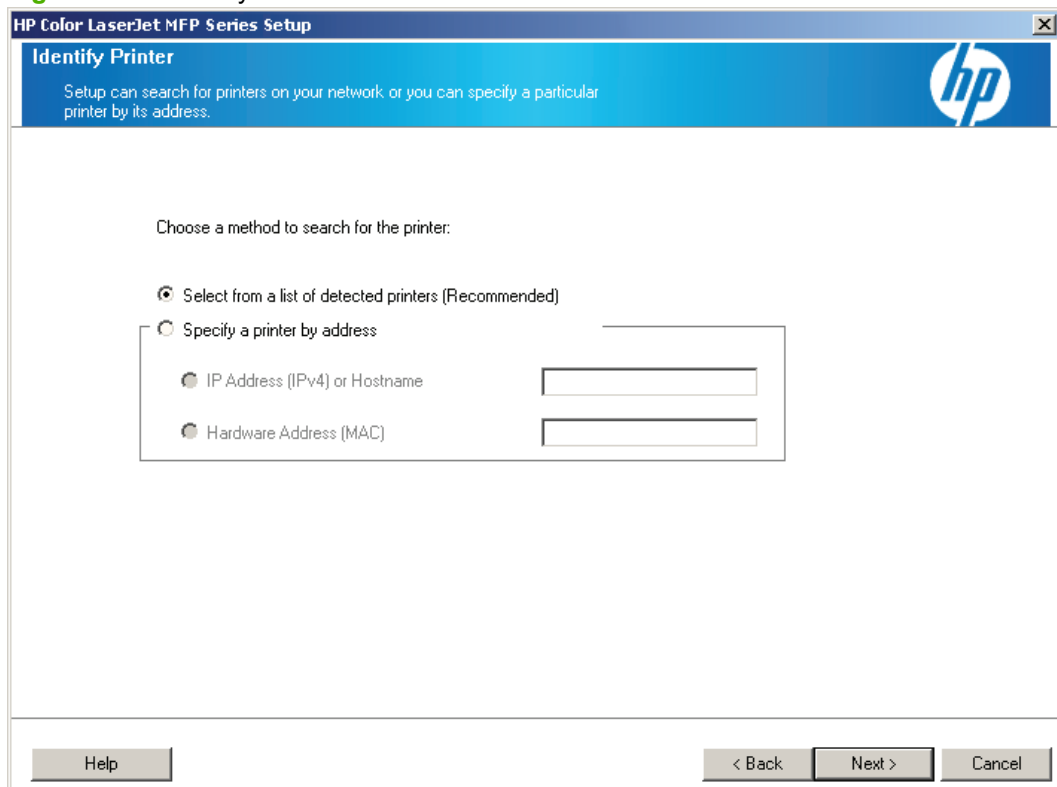 HP Color LaserJet MFP Series Setup
Identify Printer
Setup can search for printers on your network or you can specify a particular
printer by its address.
hp
Choose a method to search for the printer:
Select from a list of detected printers (Recommended)
Specify a printer by address
IP Address (IPv4) or Hostname
Hardware Address (MAC)
Help
< Back
Next >
Cancel